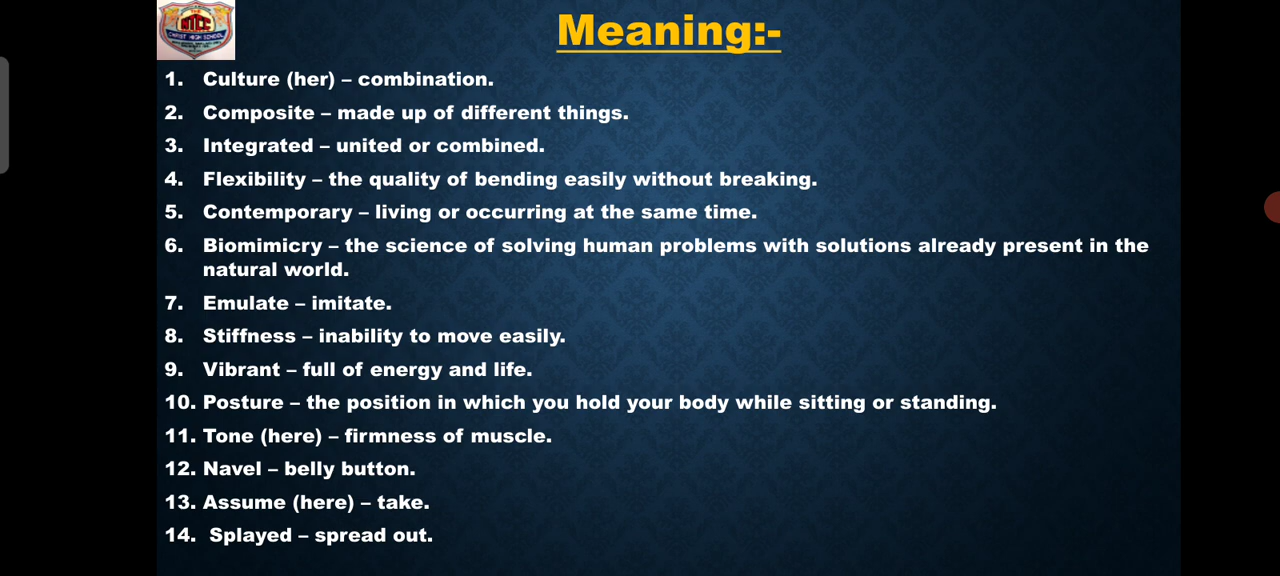 NTCC
CHRIST HIGH SCHOOL
Meaning:-
1. Culture (her) – combination.
2. Composite – made up of different things.
3. Integrated – united or combined.
4. Flexibility – the quality of bending easily without breaking.
5. Contemporary – living or occurring at the same time.
6. Biomimicry – the science of solving human problems with solutions already present in the
natural world.
7. Emulate – imitate.
8. Stiffness – inability to move easily.
9. Vibrant – full of energy and life.
10. Posture – the position in which you hold your body while sitting or standing.
11. Tone (here) – firmness of muscle.
12. Navel – belly button.
13. Assume (here) – take.
14. Splayed – spread out.